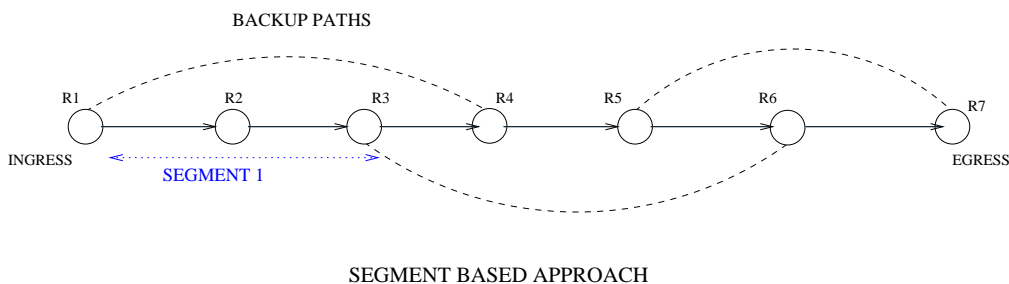 BACKUP PATHS
R1
R2
R3
R4
R5
R6
R7
INGRESS
EGRESS
SEGMENT 1
SEGMENT BASED APPROACH